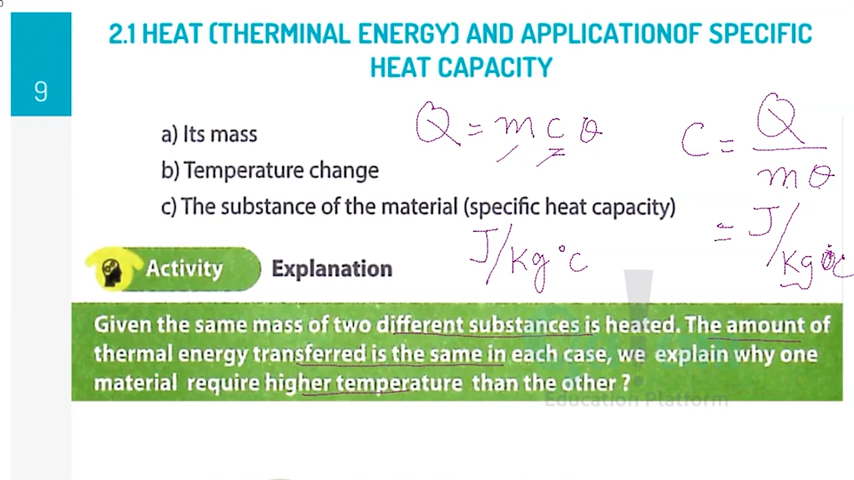 2.1 HEAT (THERMINAL ENERGY) AND APPLICATIONOF SPECIFIC
HEAT CAPACITY
9
a) Its mass
Q = m c θ
C = Q / mθ
b) Temperature change
c) The substance of the material (specific heat capacity)
= J/kg °C
J/kg °C
Activity
Explanation
Given the same mass of two different substances is heated. The amount of
thermal energy transferred is the same in each case, we explain why one
material require higher temperature than the other ?
Education Platform